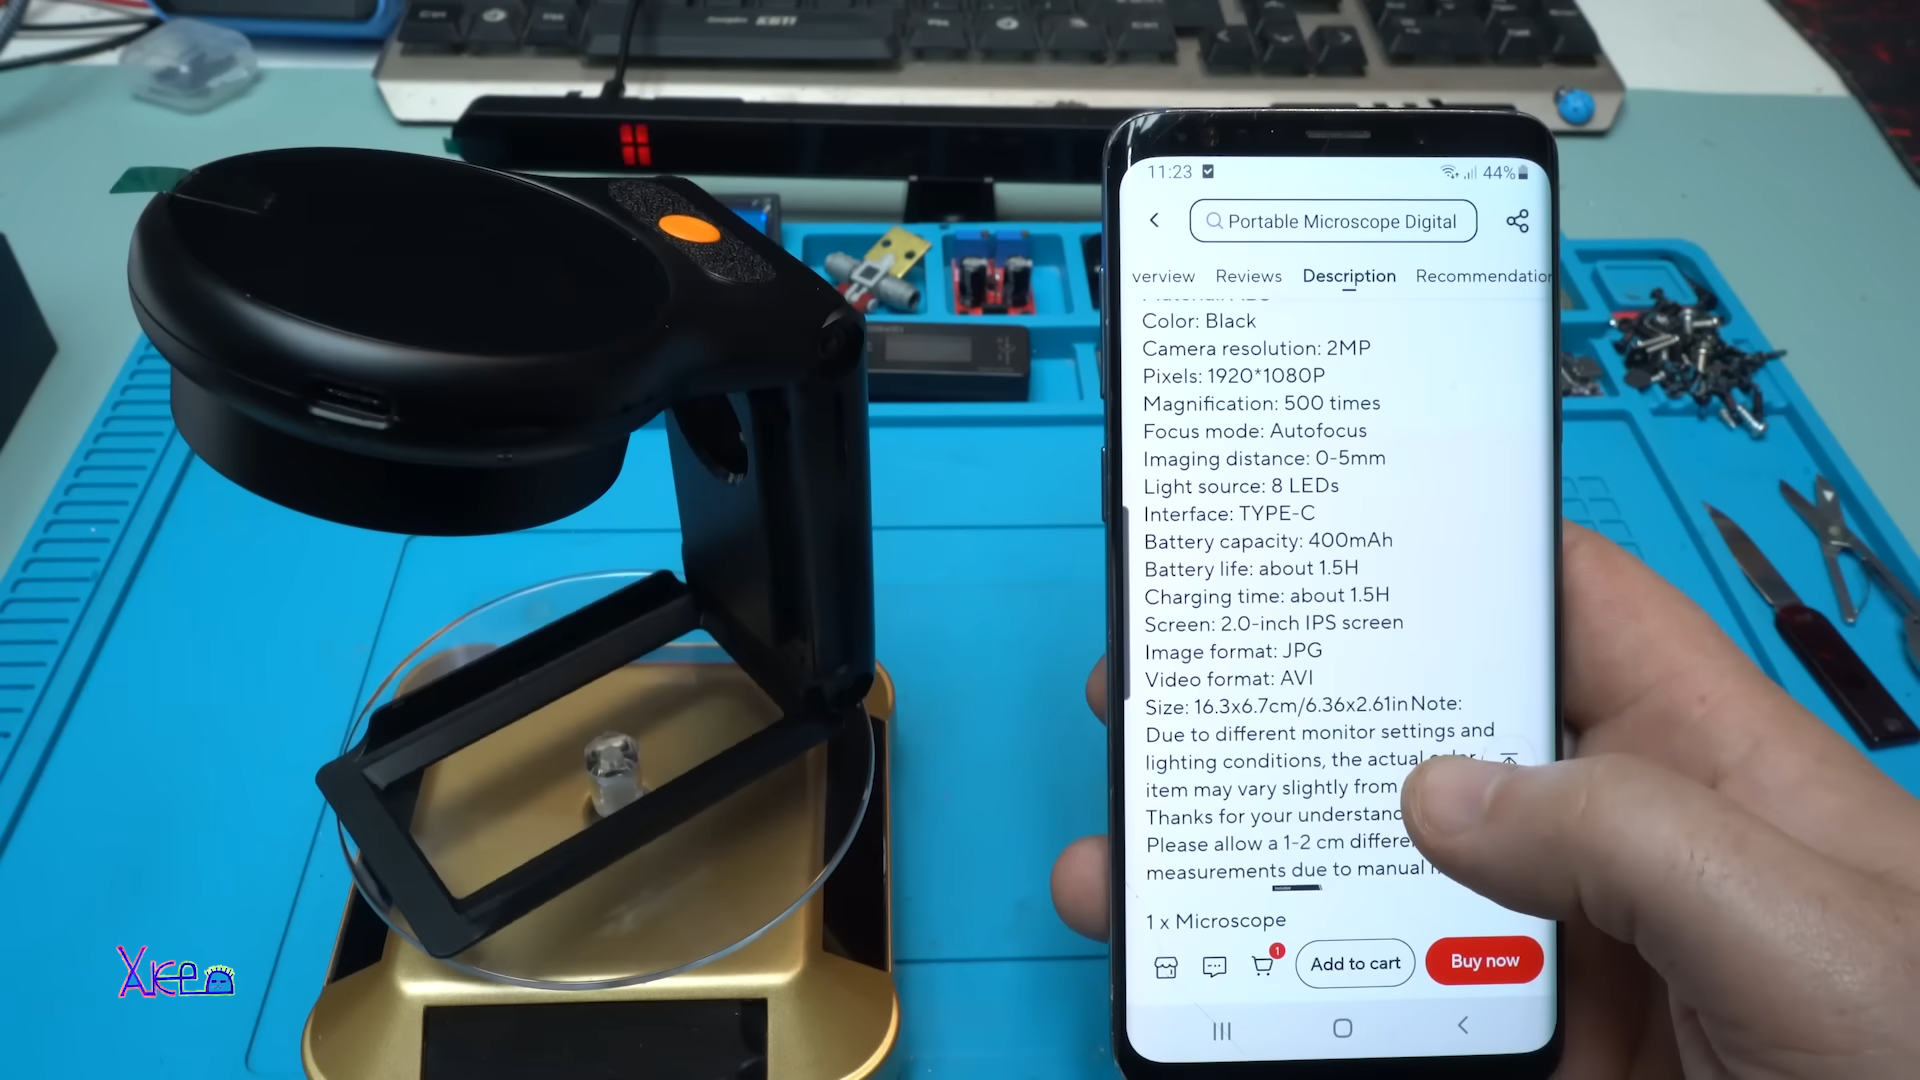 11:23
44%
Portable Microscope Digital
verview Reviews Description Recommendation
Color: Black
Camera resolution: 2MP
Pixels: 1920*1080P
Magnification: 500 times
Focus mode: Autofocus
Imaging distance: 0-5mm
Light source: 8 LEDs
Interface: TYPE-C
Battery capacity: 400mAh
Battery life: about 1.5H
Charging time: about 1.5H
Screen: 2.0-inch IPS screen
Image format: JPG
Video format: AVI
Size: 16.3x6.7cm/6.36x2.61inNote:
Due to different monitor settings and
lighting conditions, the actual
item may vary slightly from
Thanks for your understanc
Please allow a 1-2 cm differe
measurements due to manual
1 x Microscope
1
Add to cart
Buy now